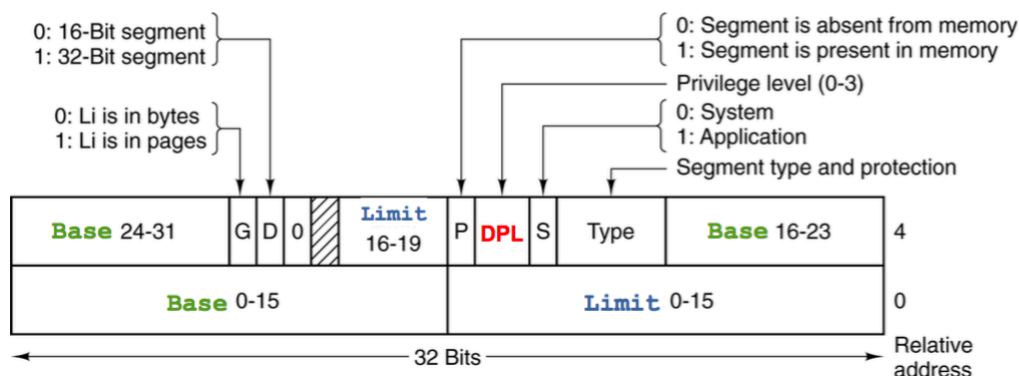 0: 16-Bit segment
1: 32-Bit segment
0: Li is in bytes
1: Li is in pages
0: Segment is absent from memory
1: Segment is present in memory
Privilege level (0-3)
0: System
1: Application
Segment type and protection
Base 24-31
G
D
0
Limit
16-19
P
DPL
S
Type
Base 16-23
4
Base 0-15
Limit 0-15
0
32 Bits
Relative
address